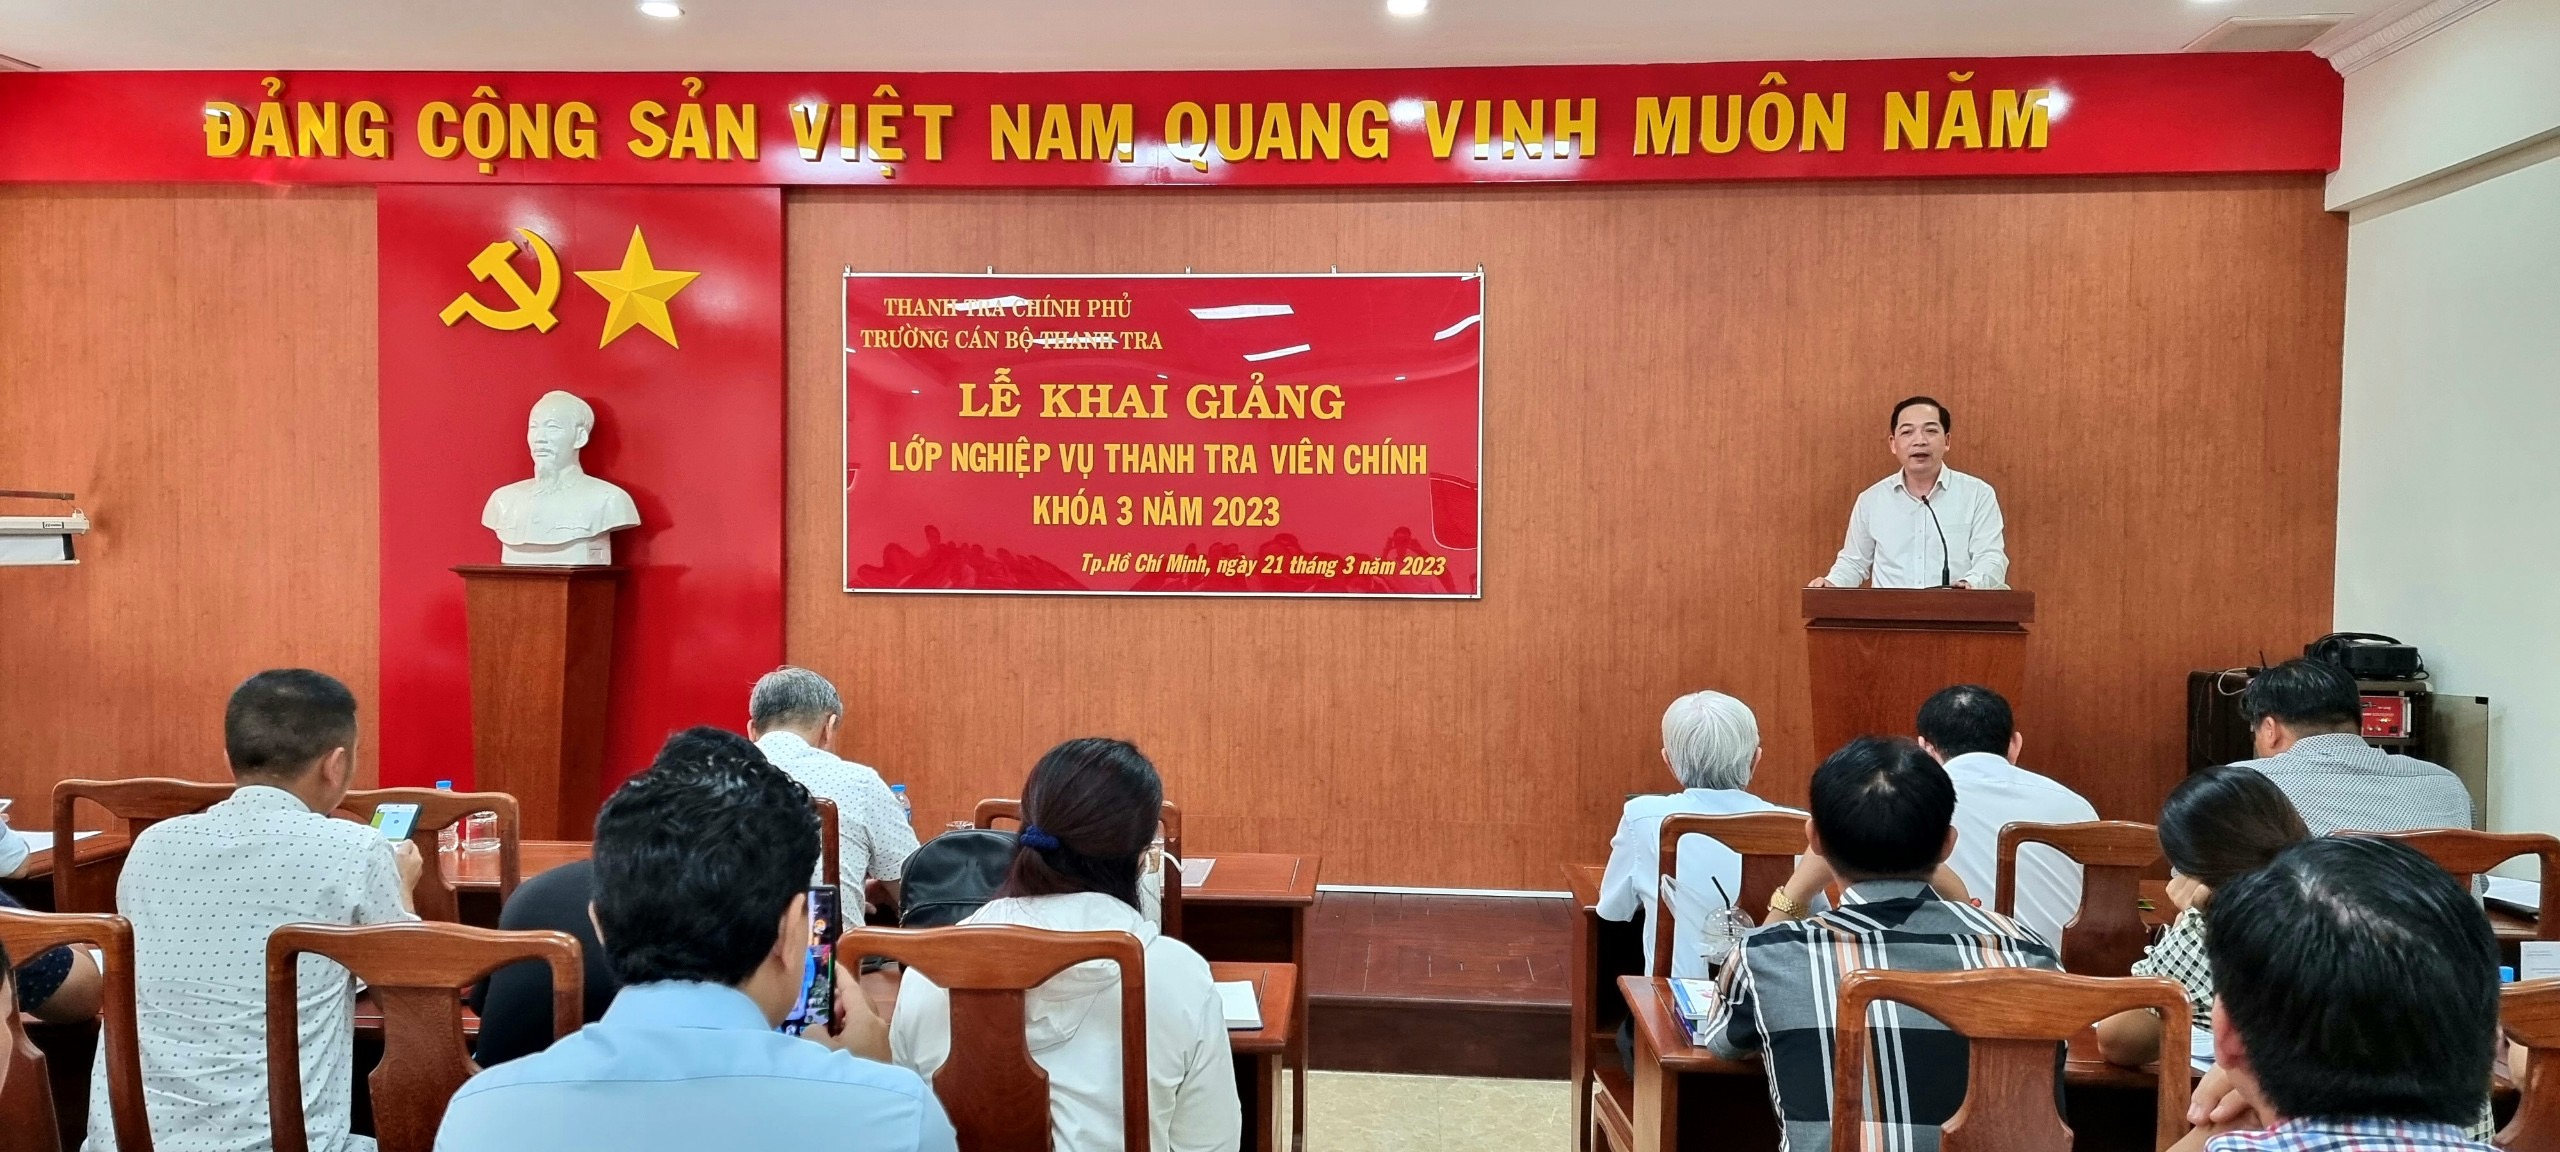 ĐẢNG CỘNG SẢN VIỆT NAM QUANG VINH MUÔN NĂM
THANH TRA CHÍNH PHỦ
TRƯỜNG CÁN BỘ THANH TRA
LỄ KHAI GIẢNG
LỚP NGHIỆP VỤ THANH TRA VIÊN CHÍNH
KHÓA 3 NĂM 2023
Tp.Hồ Chí Minh, ngày 21 tháng 3 năm 2023